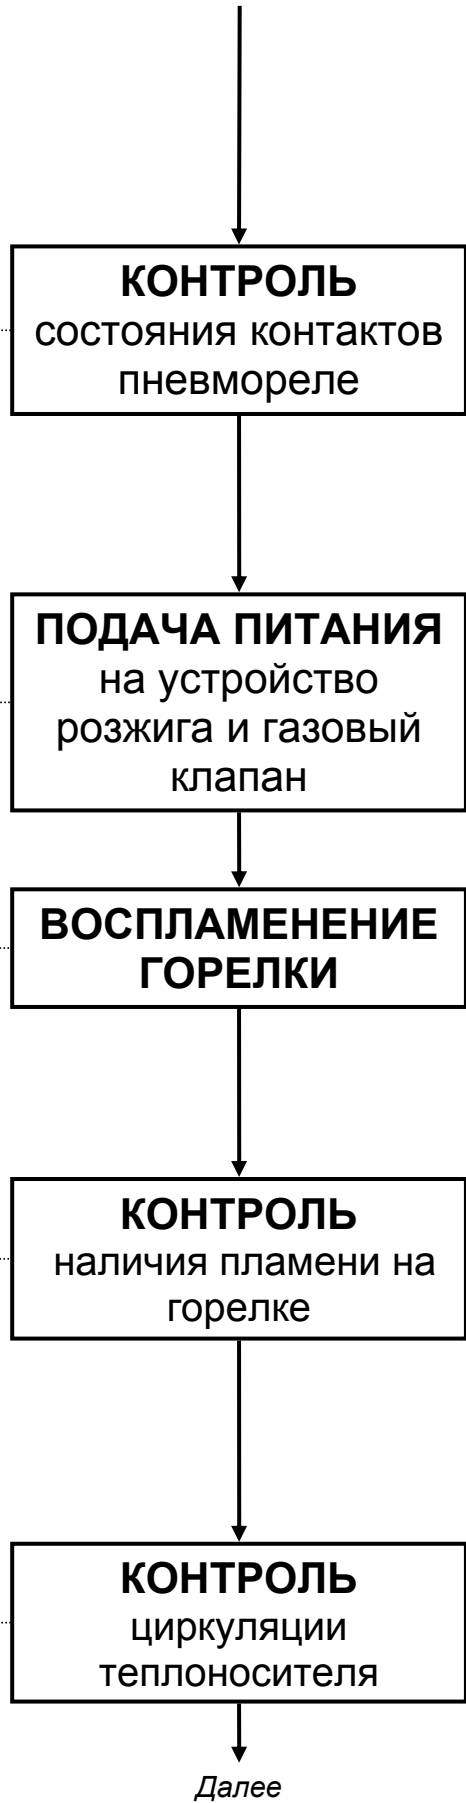 КОНТРОЛЬ
состояния контактов
пневмореле
ПОДАЧА ПИТАНИЯ
на устройство
розжига и газовый
клапан
ВОСПЛАМЕНЕНИЕ
ГОРЕЛКИ
КОНТРОЛЬ
наличия пламени на
горелке
КОНТРОЛЬ
циркуляции
теплоносителя
Далее